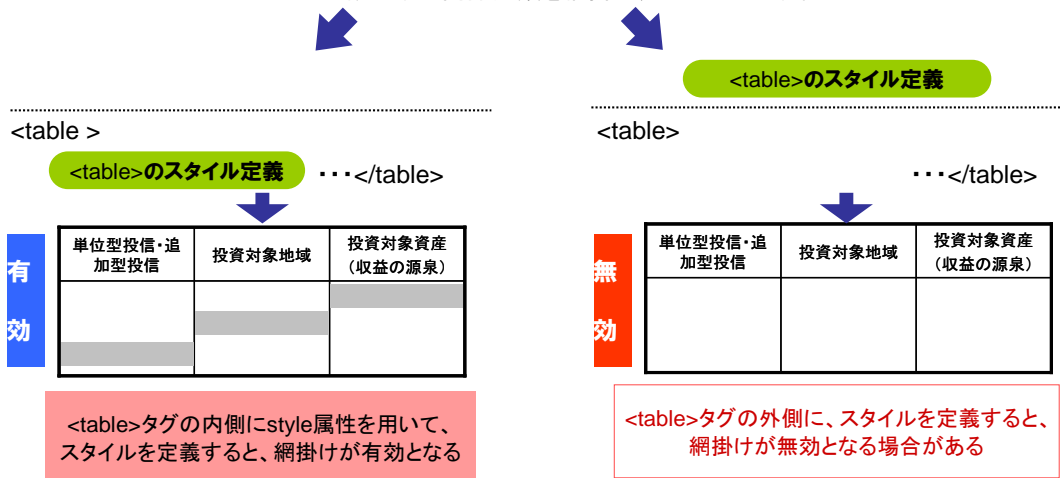 <table >
<table>のスタイル定義
・・・</table>
有効
単位型投信・追
加型投信
投資対象地域
投資対象資産
（収益の源泉）
<table>タグの内側にstyle属性を用いて、
スタイルを定義すると、網掛けが有効となる
<table>のスタイル定義
<table>
・・・</table>
無効
単位型投信・追
加型投信
投資対象地域
投資対象資産
（収益の源泉）
<table>タグの外側に、スタイルを定義すると、
網掛けが無効となる場合がある